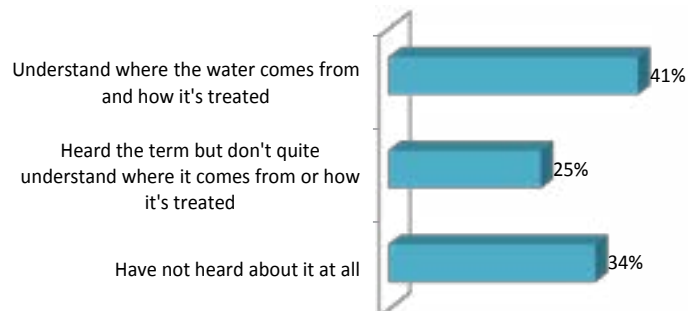 Understand where the water comes from
and how it's treated
41%
Heard the term but don't quite
understand where it comes from or how
it's treated
25%
Have not heard about it at all
34%